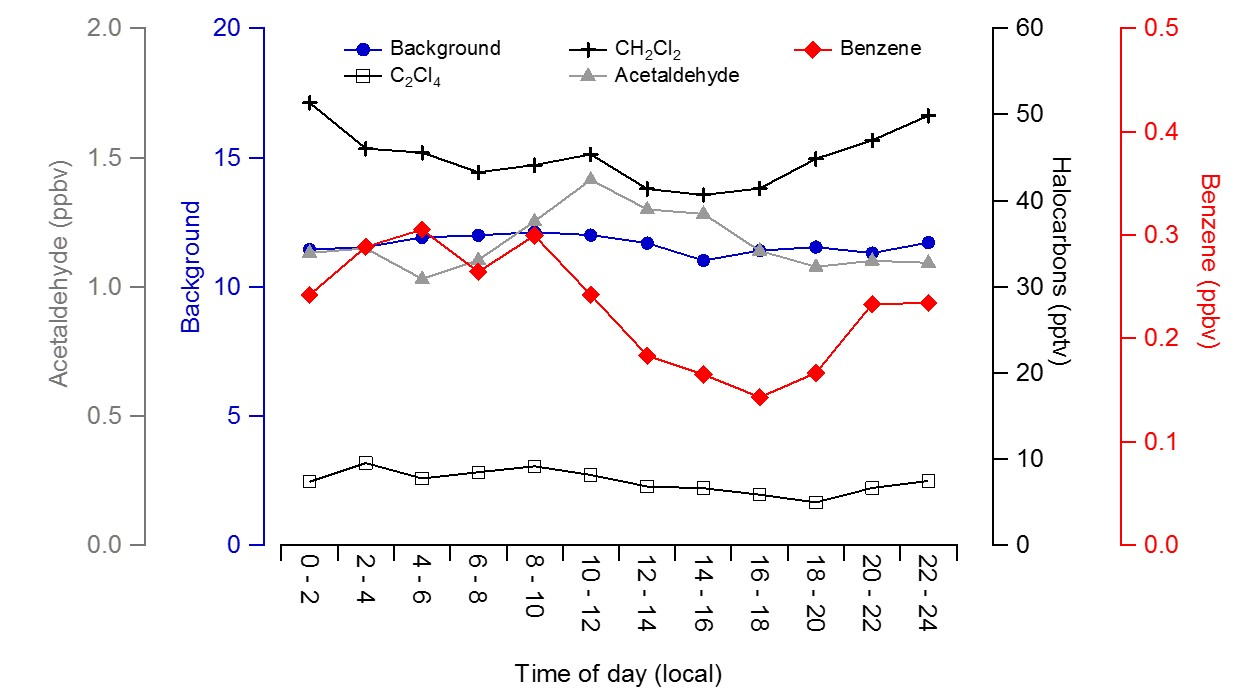 2.0
1.5
1.0
0.5
0.0
Acetaldehyde (ppbv)
20
15
10
5
0
Background
Background
CH₂Cl₂
Benzene
C₂Cl₄
Acetaldehyde
60
50
40
30
20
10
0
Halocarbons (pptv)
0.5
0.4
0.3
0.2
0.1
0.0
Benzene (ppbv)
0 - 2
2 - 4
4 - 6
6 - 8
8 - 10
10 - 12
12 - 14
14 - 16
16 - 18
18 - 20
20 - 22
22 - 24
Time of day (local)